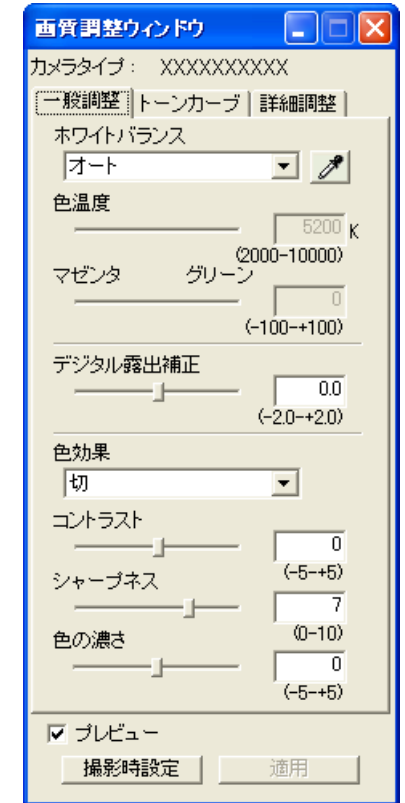 画質調整ウィンドウ
カメラタイプ： XXXXXXXXXX
一般調整 トーンカーブ 詳細調整
ホワイトバランス
オート
色温度
5200 K
(2000-10000)
マゼンタ グリーン
0
(-100-+100)
デジタル露出補正
0.0
(-2.0-+2.0)
色効果
切
コントラスト
0
(-5-+5)
シャープネス
7
(0-10)
色の濃さ
0
(-5-+5)
プレビュー
撮影時設定 適用